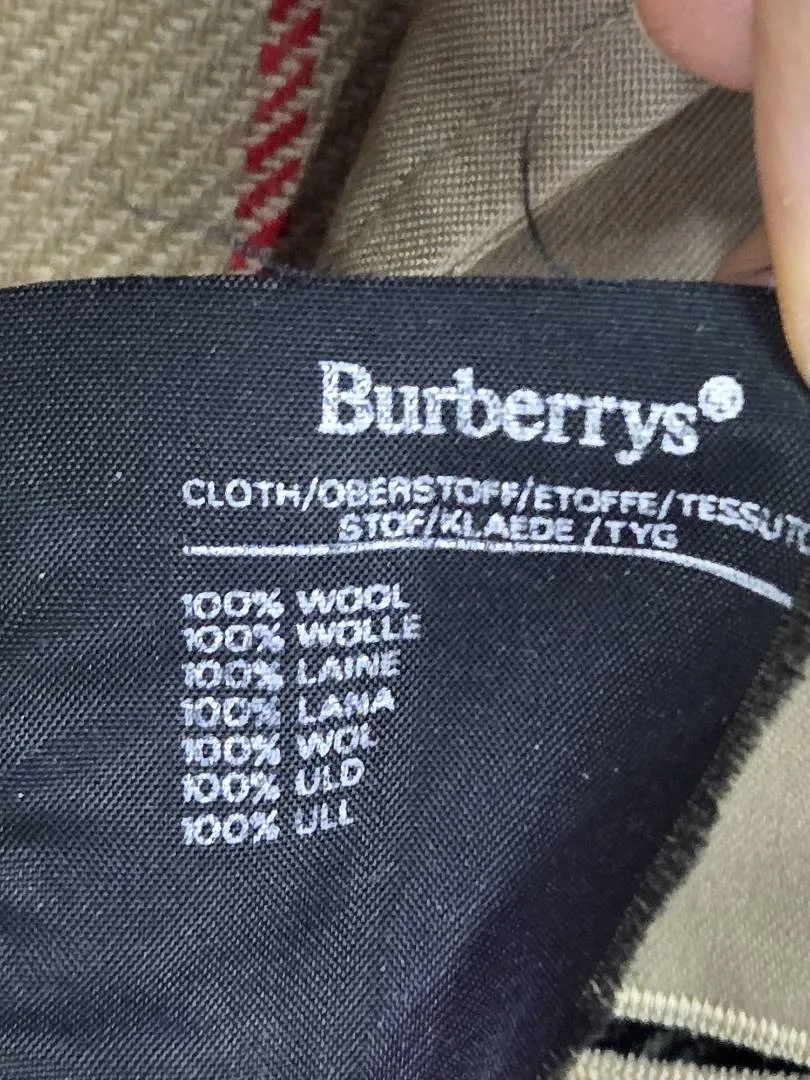 Burberrys®
CLOTH/OBERSTOFF/ETOFFE/TESSUTO
STOF/KLAEDE/TYG
100% WOOL
100% WOLLE
100% LAINE
100% LANA
100% WOL
100% ULD
100% ULL